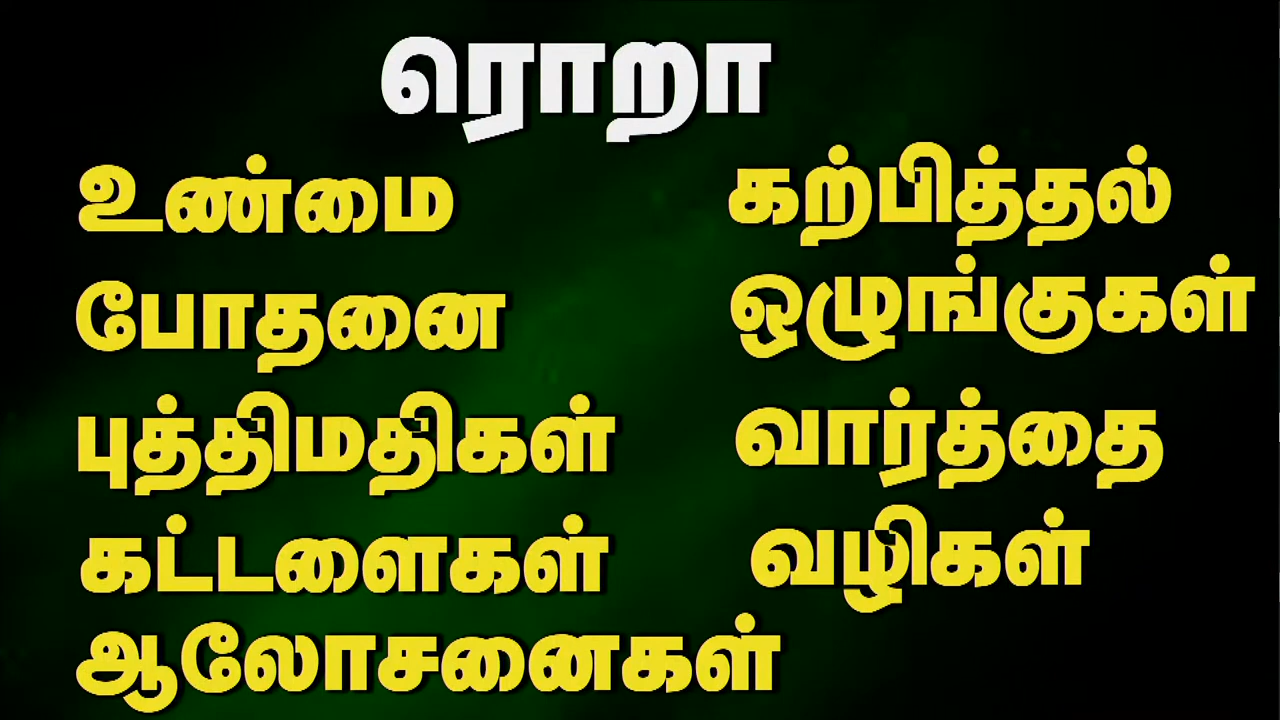 ரொறா
உண்மை
போதனை
புத்திமதிகள்
கட்டளைகள்
ஆலோசனைகள்
கற்பித்தல்
ஒழுங்குகள்
வார்த்தை
வழிகள்